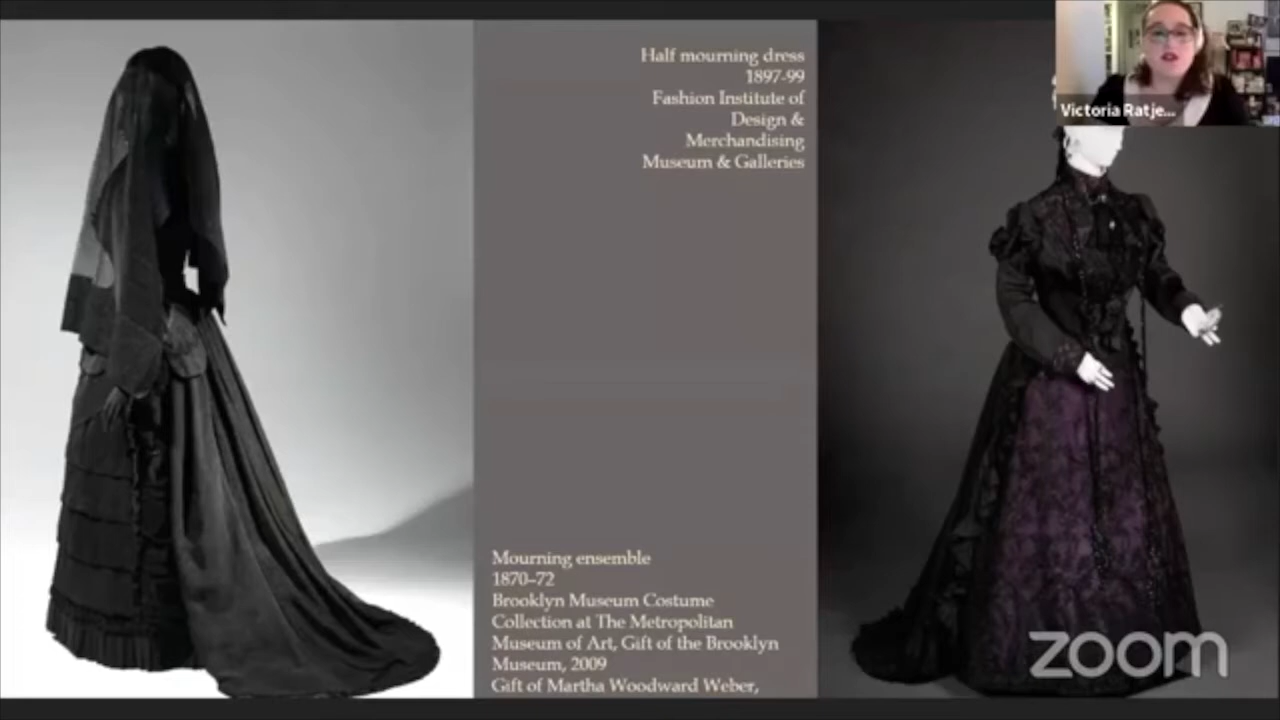 Half mourning dress
1897-99
Fashion Institute of
Design &
Merchandising
Museum & Galleries
Victoria Ratje...
Mourning ensemble
1870–72
Brooklyn Museum Costume
Collection at The Metropolitan
Museum of Art, Gift of the Brooklyn
Museum, 2009
Gift of Martha Woodward Weber,
zoom